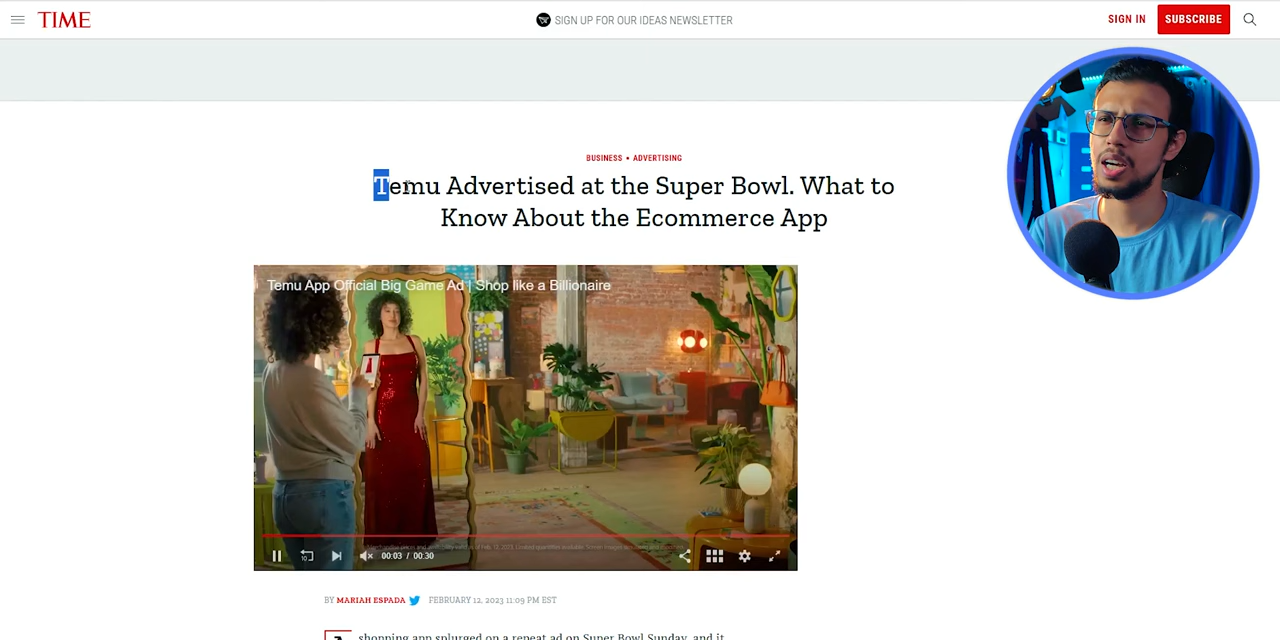 TIME
SIGN UP FOR OUR IDEAS NEWSLETTER
SIGN IN
SUBSCRIBE
BUSINESS • ADVERTISING
Temu Advertised at the Super Bowl. What to
Know About the Ecommerce App
Temu App Official Big Game Ad | Shop like a Billionaire
10
00:03 / 00:30
BY MARIAH ESPADA
FEBRUARY 12, 2023 11:09 PM EST
shopping app splurged on a repeat ad on Super Bowl Sunday, and it